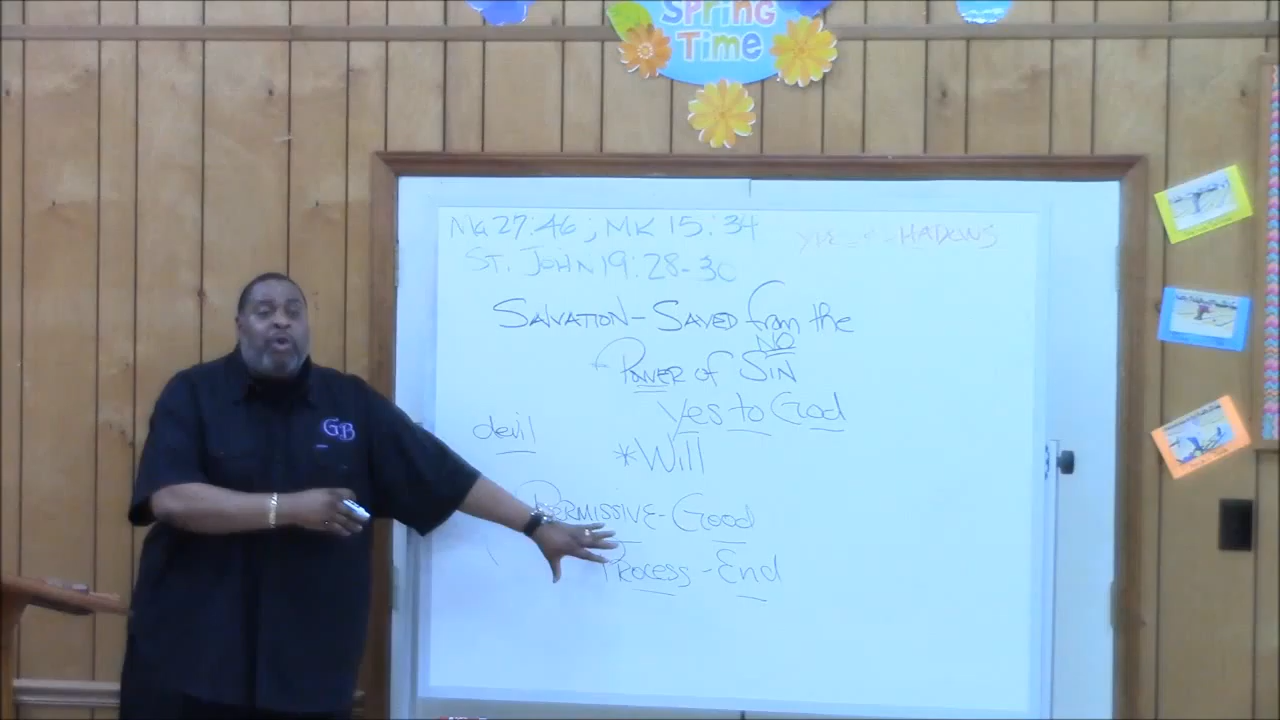 Spring
Time
Ma 27:46; MK 15:34
St. John 19:28-30
Salvation - Saved from the
NO
Power of Sin
Yes to God
devil
*Will
Permissive - Good
Process - End
GB